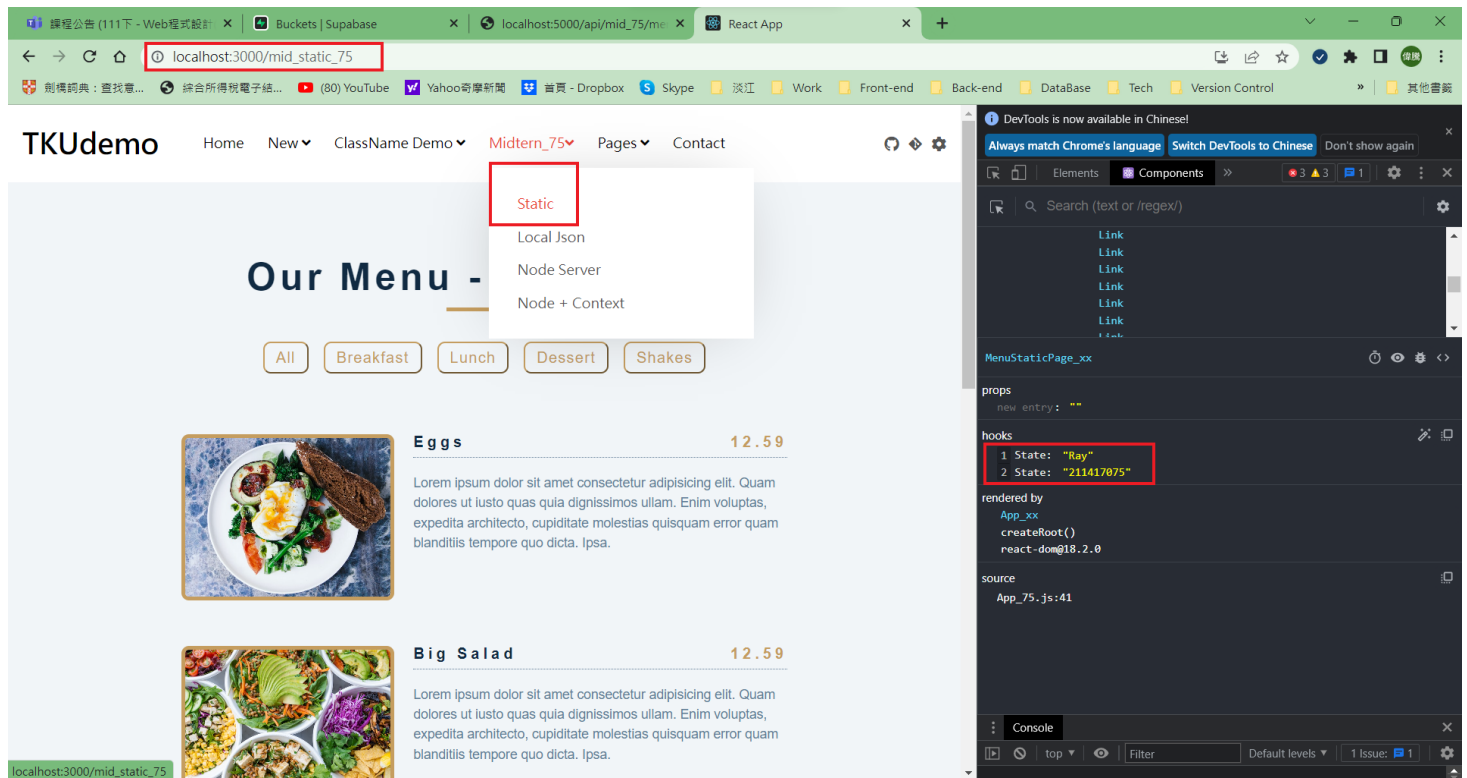 課程公告 (111下 - Web程式設計
Buckets | Supabase
localhost:5000/api/mid_75/me
React App
localhost:3000/mid_static_75
偉騰
劍橋詞典：查找意...
綜合所得稅電子結...
(80) YouTube
Yahoo奇摩新聞
首頁 - Dropbox
Skype
淡江
Work
Front-end
Back-end
DataBase
Tech
Version Control
»
其他書籤
TKUdemo
Home
New
ClassName Demo
Midtern_75
Pages
Contact
Static
Local Json
Node Server
Node + Context
Our Menu -
All
Breakfast
Lunch
Dessert
Shakes
Eggs
12.59
Lorem ipsum dolor sit amet consectetur adipisicing elit. Quam
dolores ut iusto quas quia dignissimos ullam. Enim voluptas,
expedita architecto, cupiditate molestias quisquam error quam
blanditiis tempore quo dicta. Ipsa.
Big Salad
12.59
Lorem ipsum dolor sit amet consectetur adipisicing elit. Quam
dolores ut iusto quas quia dignissimos ullam. Enim voluptas,
expedita architecto, cupiditate molestias quisquam error quam
blanditiis tempore quo dicta. Ipsa.
localhost:3000/mid_static_75
DevTools is now available in Chinese!
Always match Chrome's language
Switch DevTools to Chinese
Don't show again
Elements
Components
»
3
3
1
Search (text or /regex/)
Link
Link
Link
Link
Link
Link
Link
MenuStaticPage_xx
props
new entry: ""
hooks
1 State: "Ray"
2 State: "211417075"
rendered by
App_xx
createRoot()
react-dom@18.2.0
source
App_75.js:41
Console
top
Filter
Default levels
1 Issue: 1